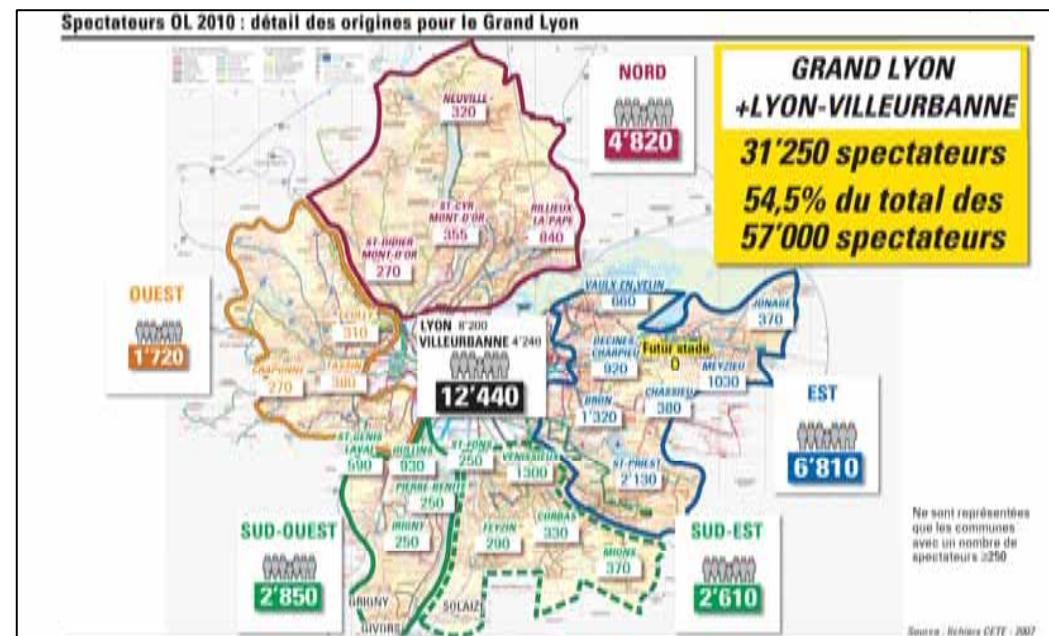 Spectateurs OL 2010 : détail des origines pour le Grand Lyon
GRAND LYON
+LYON-VILLEURBANNE
31'250 spectateurs
54,5% du total des
57'000 spectateurs
NORD
4'820
NEUVILLE
320
ST-CYR
MONT-D'OR
355
RILLIEUX
LA PAPE
840
ST-DIDIER
MONT-D'OR
270
OUEST
1'720
310
CRAPONNE
270
TASSIN
380
LYON 8'200
VILLEURBANNE 4'240
12'440
VAULX EN VELIN
660
JONAGE
370
DECINES
CHARPIEU
920
Futur stade
MEYZIEU
1030
CHASSIEU
380
BRON
1'320
ST-PRIEST
2'130
EST
6'810
ST-GENIS
LAVAL
590
OULLINS
930
ST-FONS
250
VENISSIEUX
1300
PIERRE-BENITE
250
IRIGNY
250
FEYZIN
290
CORBAS
330
MIONS
370
SUD-OUEST
2'850
SUD-EST
2'610
GRIGNY
GIVORS
SOLAIZE
Ne sont représentées
que les communes
avec un nombre de
spectateurs ≥250
Source : fichiers CETE - 2007